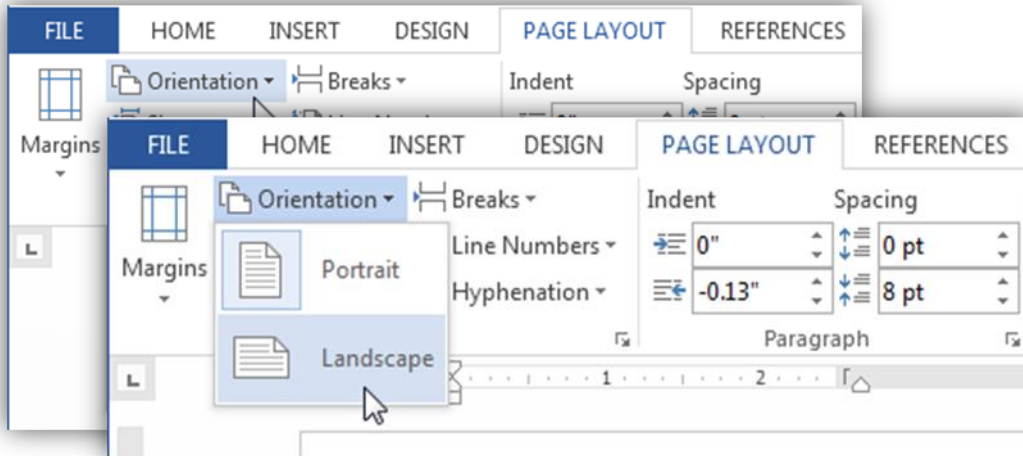 FILE HOME INSERT DESIGN PAGE LAYOUT REFERENCES
Orientation Breaks Indent Spacing
Margins
FILE HOME INSERT DESIGN PAGE LAYOUT REFERENCES
Orientation Breaks Indent Spacing
Line Numbers 0" 0 pt
Margins Portrait
Hyphenation -0.13" 8 pt
Landscape Paragraph
1 2